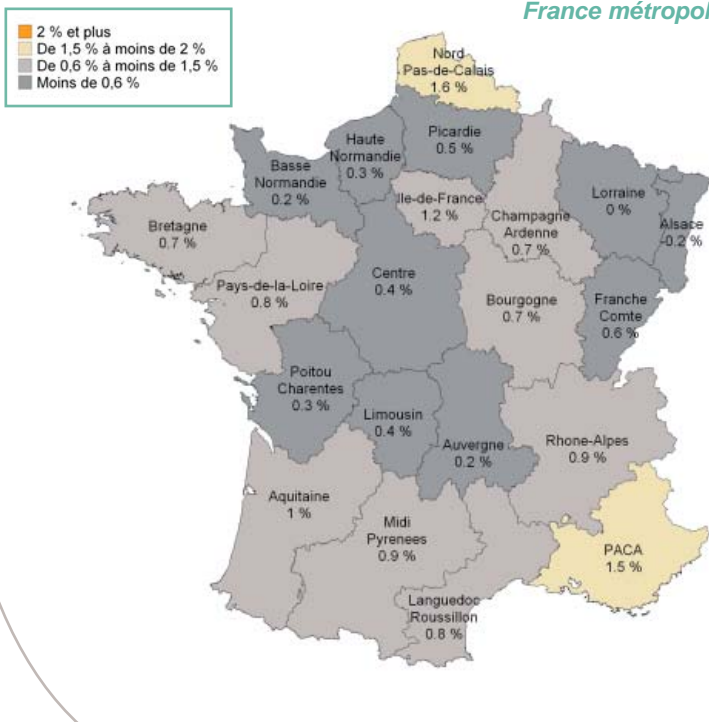 France métropol
2 % et plus
De 1,5 % à moins de 2 %
De 0,6 % à moins de 1,5 %
Moins de 0,6 %
Nord
Pas-de-Calais
1.6 %
Picardie
0.5 %
Haute
Normandie
0.3 %
Basse
Normandie
0.2 %
Ile-de-France
1.2 %
Champagne
Ardenne
0.7 %
Lorraine
0 %
Alsace
-0.2 %
Bretagne
0.7 %
Pays-de-la-Loire
0.8 %
Centre
0.4 %
Bourgogne
0.7 %
Franche
Comte
0.6 %
Poitou
Charentes
0.3 %
Limousin
0.4 %
Auvergne
0.2 %
Rhone-Alpes
0.9 %
Aquitaine
1 %
Midi
Pyrenees
0.9 %
PACA
1.5 %
Languedoc
Roussillon
0.8 %